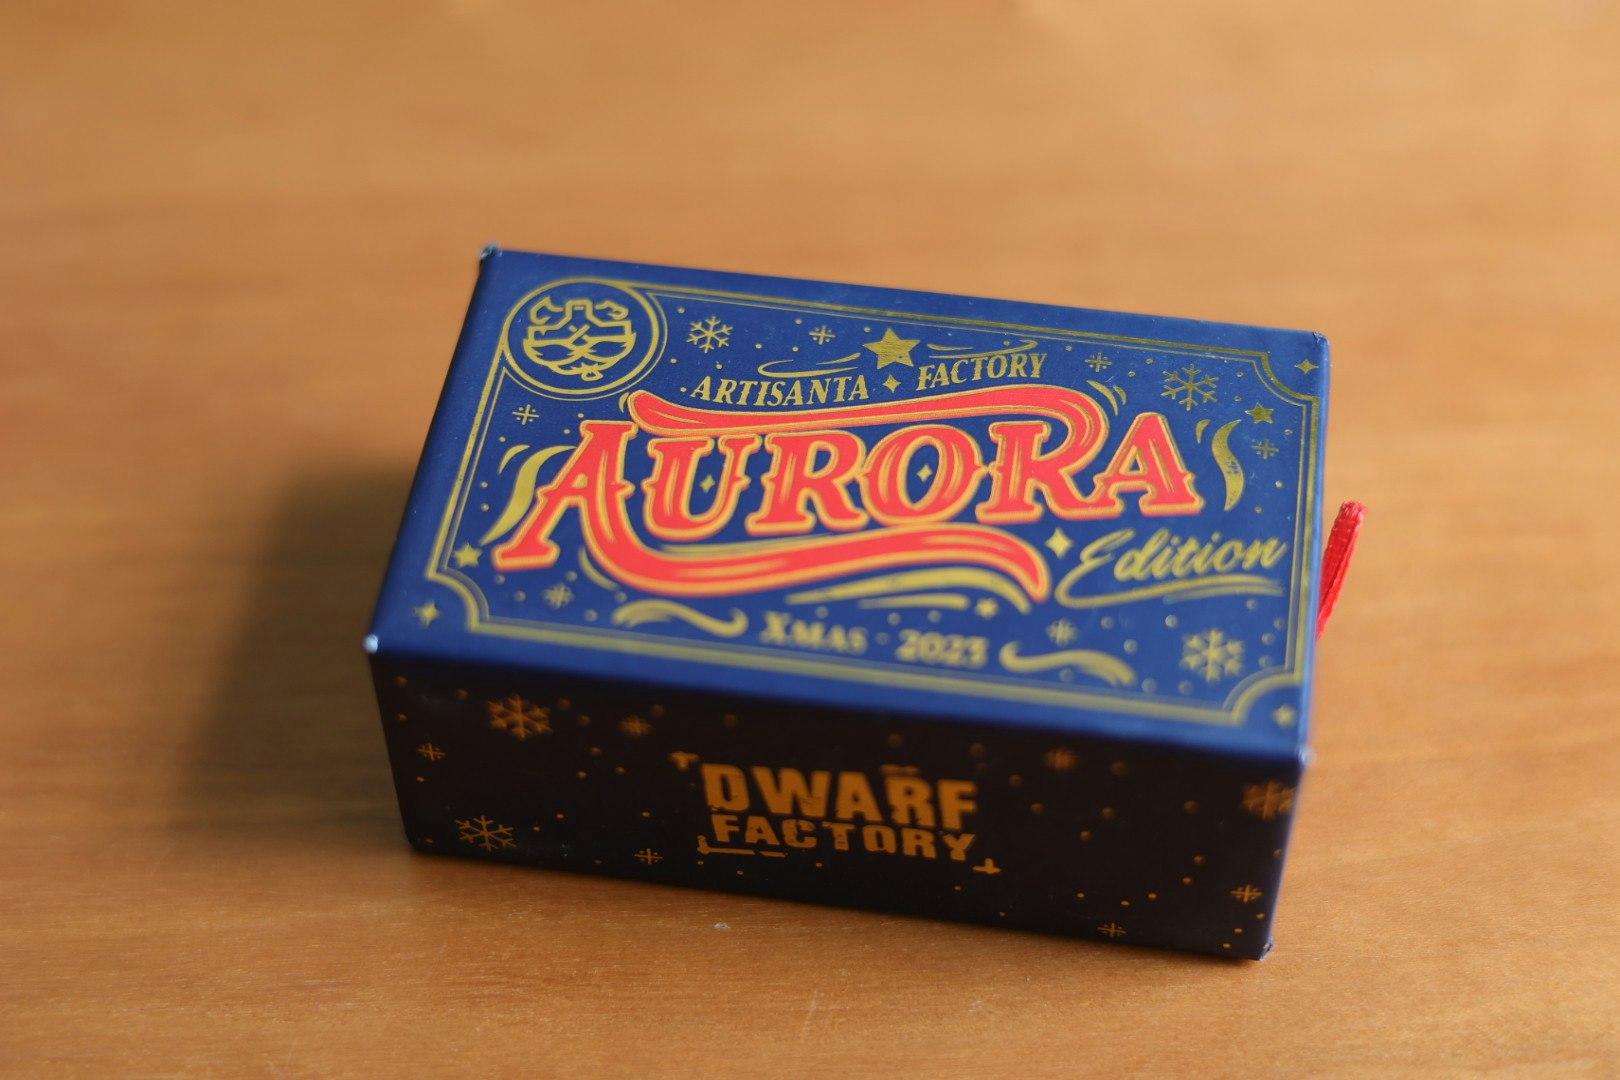 ARTISANTA FACTORY
AURORA
Edition
XMAS · 2023
DWARF
FACTORY